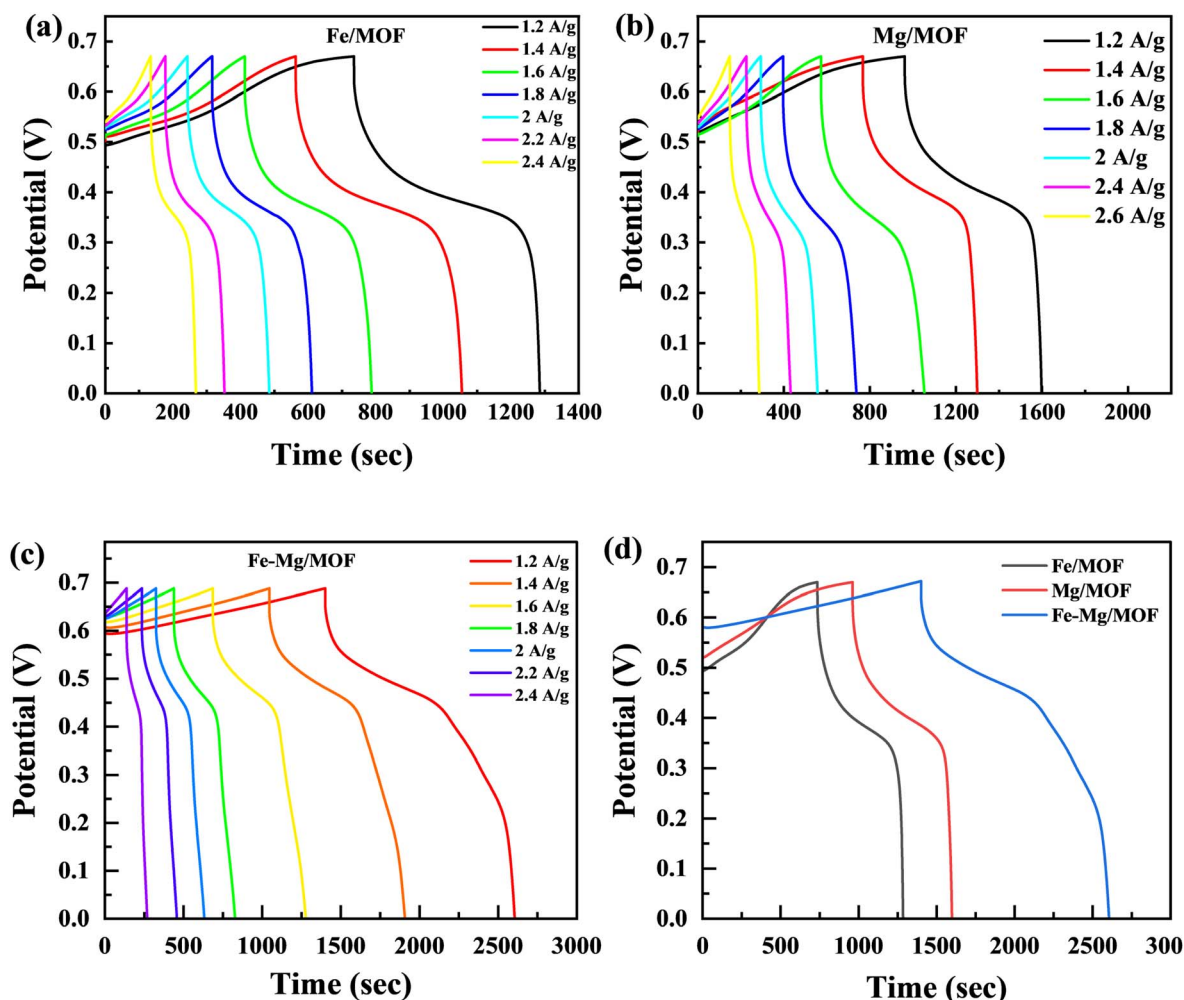 (a)
Fe/MOF
1.2 A/g
1.4 A/g
1.6 A/g
1.8 A/g
2 A/g
2.2 A/g
2.4 A/g
0.7
0.6
0.5
0.4
0.3
0.2
0.1
0.0
Potential (V)
0 200 400 600 800 1000 1200 1400
Time (sec)
(b)
Mg/MOF
1.2 A/g
1.4 A/g
1.6 A/g
1.8 A/g
2 A/g
2.4 A/g
2.6 A/g
0.7
0.6
0.5
0.4
0.3
0.2
0.1
0.0
Potential (V)
0 400 800 1200 1600 2000
Time (sec)
(c)
Fe-Mg/MOF
1.2 A/g
1.4 A/g
1.6 A/g
1.8 A/g
2 A/g
2.2 A/g
2.4 A/g
0.7
0.6
0.5
0.4
0.3
0.2
0.1
0.0
Potential (V)
0 500 1000 1500 2000 2500 3000
Time (sec)
(d)
Fe/MOF
Mg/MOF
Fe-Mg/MOF
0.7
0.6
0.5
0.4
0.3
0.2
0.1
0.0
Potential (V)
0 500 1000 1500 2000 2500 300
Time (sec)